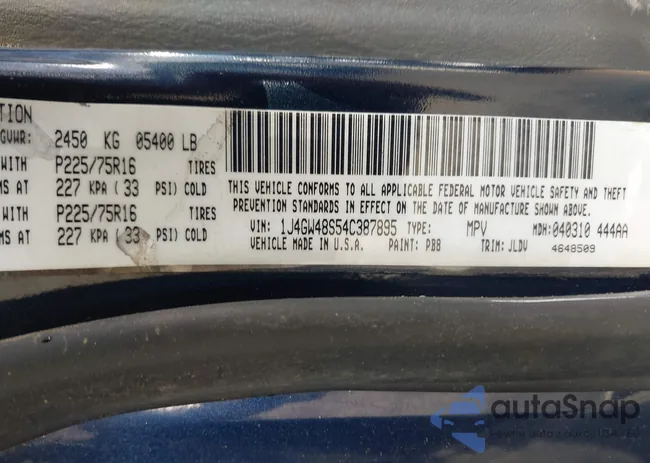 TION
GVWR: 2450 KG 05400 LB
WITH P225/75R16 TIRES
MS AT 227 KPA ( 33 PSI) COLD
WITH P225/75R16 TIRES
MS AT 227 KPA ( 33 PSI) COLD
THIS VEHICLE CONFORMS TO ALL APPLICABLE FEDERAL MOTOR VEHICLE SAFETY AND THEFT
PREVENTION STANDARDS IN EFFECT ON THE DATE OF MANUFACTURE SHOWN ABOVE.
VIN: 1J4GW48S54C387895 TYPE: MPV MDH:040310 444AA
VEHICLE MADE IN U.S.A. PAINT: PB8 TRIM: JLDV 4648509
autaSnap